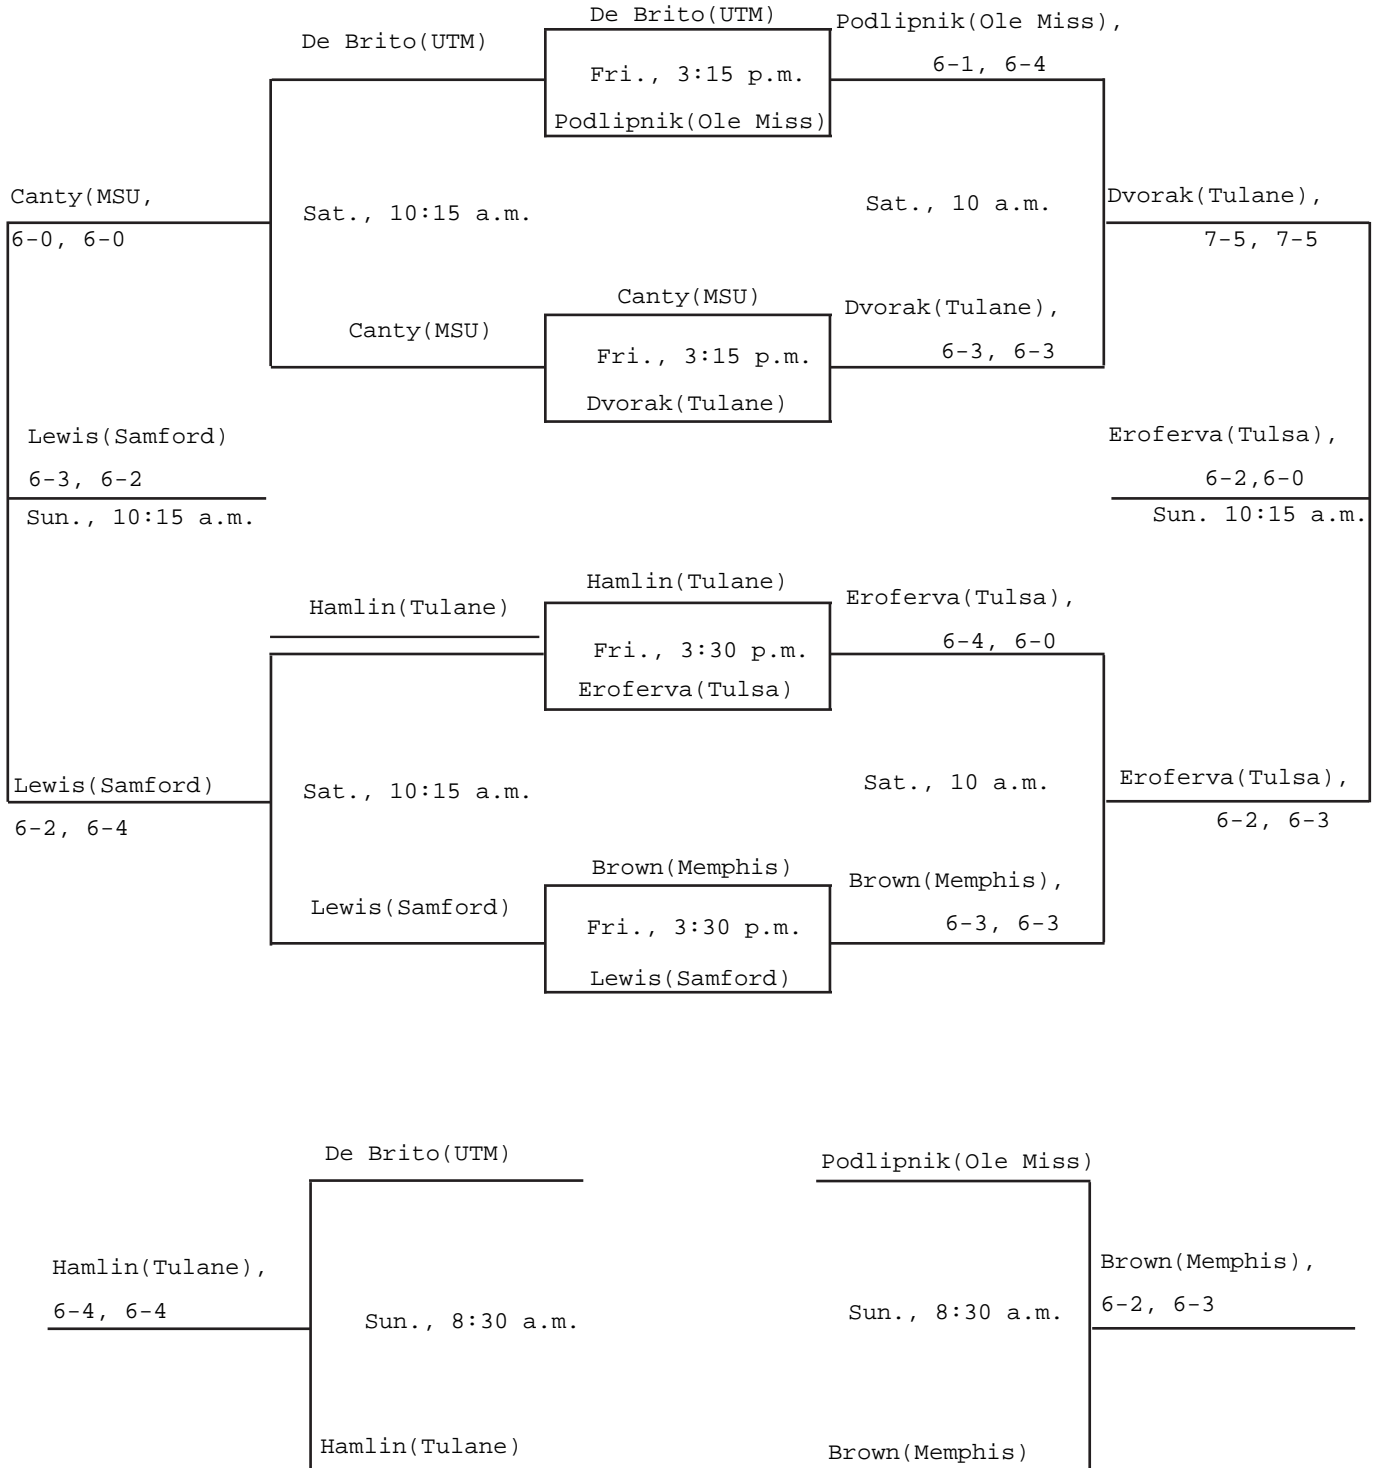 De Brito(UTM)
De Brito(UTM)
Podlipnik(Ole Miss),
6-1, 6-4
Fri., 3:15 p.m.
Podlipnik(Ole Miss)
Canty(MSU,
6-0, 6-0
Sat., 10:15 a.m.
Sat., 10 a.m.
Dvorak(Tulane),
7-5, 7-5
Canty(MSU)
Canty(MSU)
Dvorak(Tulane),
6-3, 6-3
Fri., 3:15 p.m.
Dvorak(Tulane)
Lewis(Samford)
6-3, 6-2
Sun., 10:15 a.m.
Eroferva(Tulsa),
6-2,6-0
Sun. 10:15 a.m.
Hamlin(Tulane)
Hamlin(Tulane)
Eroferva(Tulsa),
6-4, 6-0
Fri., 3:30 p.m.
Eroferva(Tulsa)
Lewis(Samford)
6-2, 6-4
Sat., 10:15 a.m.
Sat., 10 a.m.
Eroferva(Tulsa),
6-2, 6-3
Lewis(Samford)
Brown(Memphis)
Brown(Memphis),
6-3, 6-3
Fri., 3:30 p.m.
Lewis(Samford)
De Brito(UTM)
Podlipnik(Ole Miss)
Hamlin(Tulane),
6-4, 6-4
Sun., 8:30 a.m.
Sun., 8:30 a.m.
Brown(Memphis),
6-2, 6-3
Hamlin(Tulane)
Brown(Memphis)